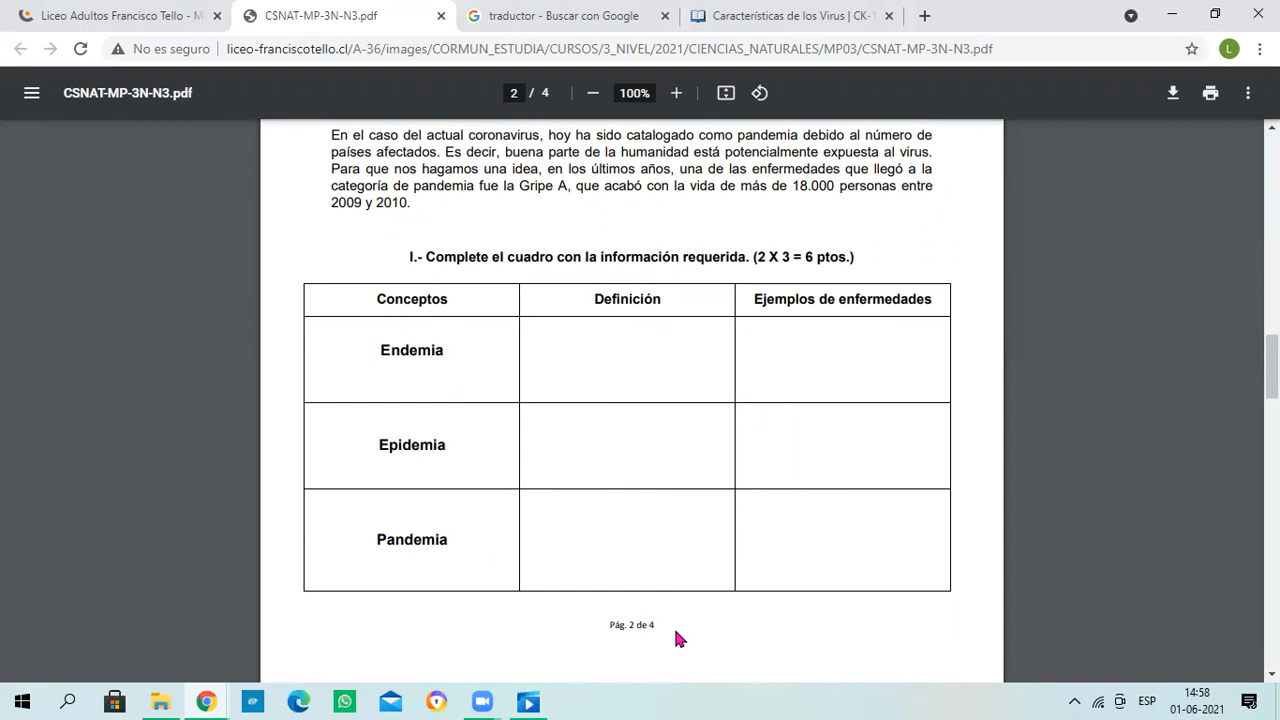 Liceo Adultos Francisco Tello - M
CSNAT-MP-3N-N3.pdf
traductor - Buscar con Google
Características de los Virus | CK-1
No es seguro
liceo-franciscotello.cl/A-36/images/CORMUN_ESTUDIA/CURSOS/3_NIVEL/2021/CIENCIAS_NATURALES/MP03/CSNAT-MP-3N-N3.pdf
L
CSNAT-MP-3N-N3.pdf
2 / 4
100%
En el caso del actual coronavirus, hoy ha sido catalogado como pandemia debido al número de
países afectados. Es decir, buena parte de la humanidad está potencialmente expuesta al virus.
Para que nos hagamos una idea, en los últimos años, una de las enfermedades que llegó a la
categoría de pandemia fue la Gripe A, que acabó con la vida de más de 18.000 personas entre
2009 y 2010.
I.- Complete el cuadro con la información requerida. (2 X 3 = 6 ptos.)
Conceptos
Definición
Ejemplos de enfermedades
Endemia
Epidemia
Pandemia
Pág. 2 de 4
ESP
14:58
01-06-2021